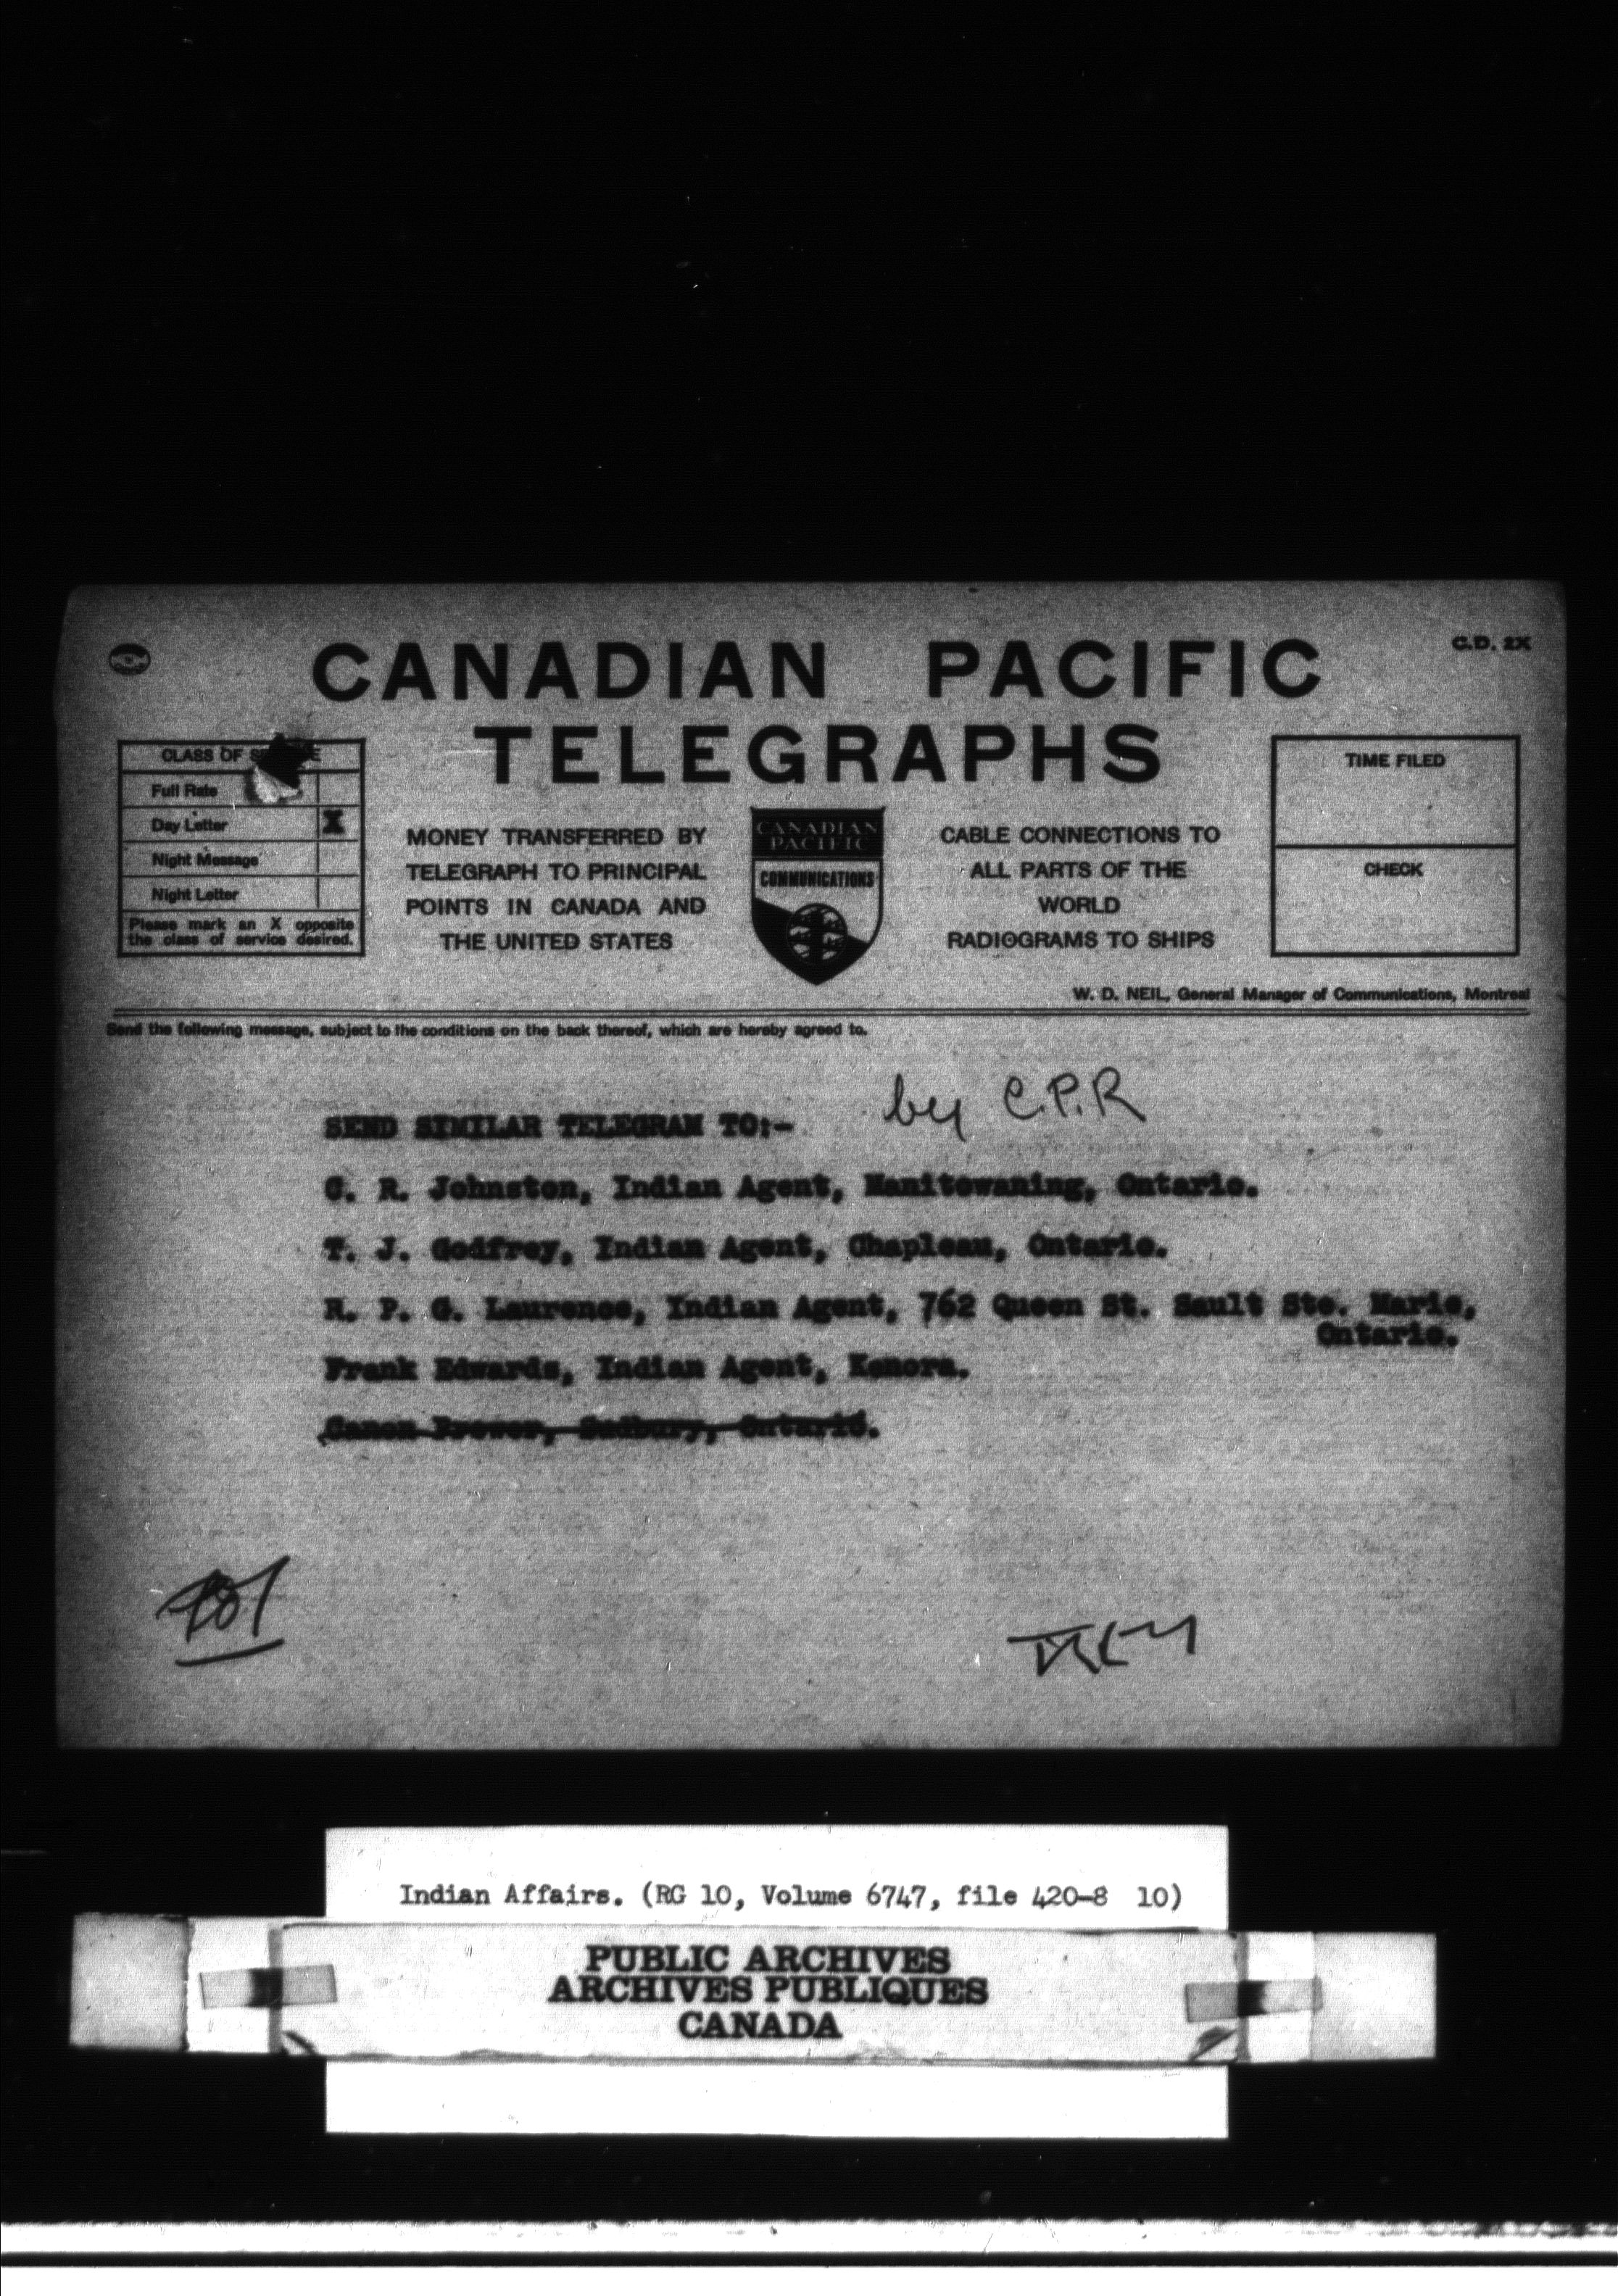 C.D. 2X
CANADIAN PACIFIC
TELEGRAPHS
CLASS OF
Full Rate
Day Letter X
Night Message
Night Letter
Please mark an X opposite
the class of service desired.
MONEY TRANSFERRED BY
TELEGRAPH TO PRINCIPAL
POINTS IN CANADA AND
THE UNITED STATES
CANADIAN
PACIFIC
COMMUNICATIONS
CABLE CONNECTIONS TO
ALL PARTS OF THE
WORLD
RADIOGRAMS TO SHIPS
TIME FILED
CHECK
W. D. NEIL, General Manager of Communications, Montreal
Send the following message, subject to the conditions on the back thereof, which are hereby agreed to.
by C.P.R
SEND SIMILAR TELEGRAM TO:-
G. R. Johnston, Indian Agent, Manitowaning, Ontario.
T. J. Godfrey, Indian Agent, Chapleau, Ontario.
R. P. G. Laurence, Indian Agent, 762 Queen St. Sault Ste. Marie,
Ontario.
Frank Edwards, Indian Agent, Kenora.
Canon Sudbury, Ontario.
Indian Affairs. (RG 10, Volume 6747, file 420-8 10)
PUBLIC ARCHIVES
ARCHIVES PUBLIQUES
CANADA